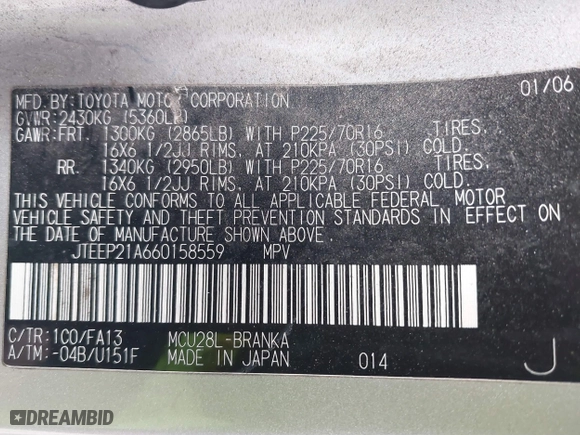 MFD.BY:TOYOTA MOTOR CORPORATION 01/06
GVWR:2430KG (5360LB)
GAWR:FRT. 1300KG (2865LB) WITH P225/70R16 TIRES,
16X6 1/2JJ RIMS, AT 210KPA (30PSI) COLD.
RR. 1340KG (2950LB) WITH P225/70R16 TIRES,
16X6 1/2JJ RIMS, AT 210KPA (30PSI) COLD.
THIS VEHICLE CONFORMS TO ALL APPLICABLE FEDERAL MOTOR
VEHICLE SAFETY AND THEFT PREVENTION STANDARDS IN EFFECT ON
THE DATE OF MANUFACTURE SHOWN ABOVE.
JTEEP21A660158559 MPV
C/TR:1C0/FA13 MCU28L-BRANKA
A/TM:-04B/U151F MADE IN JAPAN 014 J
DREAMBID